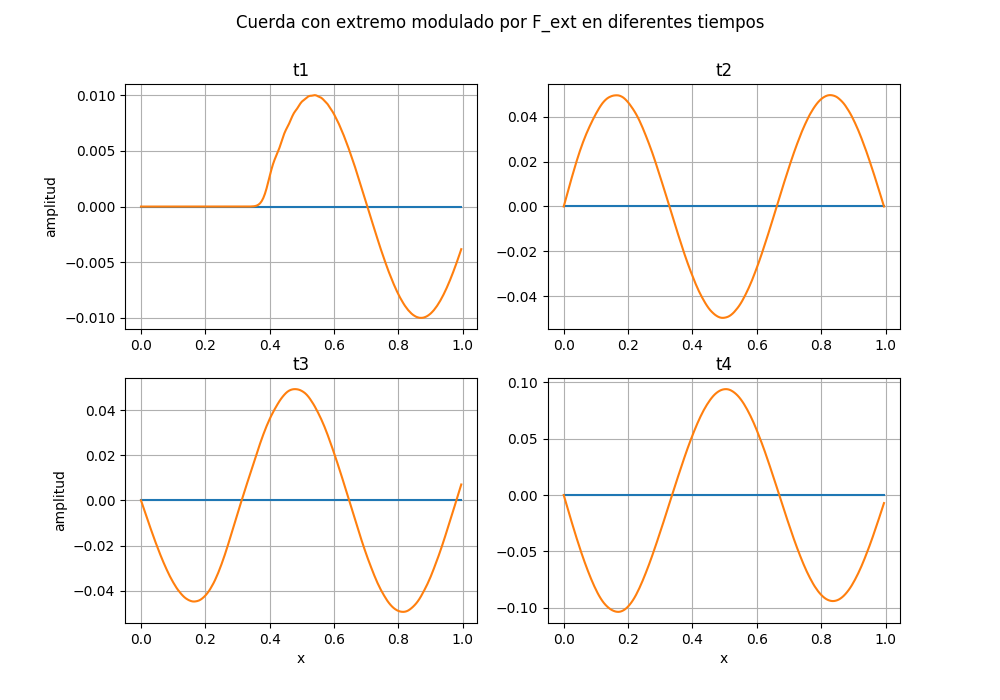 Cuerda con extremo modulado por F_ext en diferentes tiempos
t1
amplitud
0.010
0.005
0.000
−0.005
−0.010
0.0 0.2 0.4 0.6 0.8 1.0
t2
0.04
0.02
0.00
−0.02
−0.04
0.0 0.2 0.4 0.6 0.8 1.0
t3
amplitud
0.04
0.02
0.00
−0.02
−0.04
0.0 0.2 0.4 0.6 0.8 1.0
x
t4
0.10
0.05
0.00
−0.05
−0.10
0.0 0.2 0.4 0.6 0.8 1.0
x